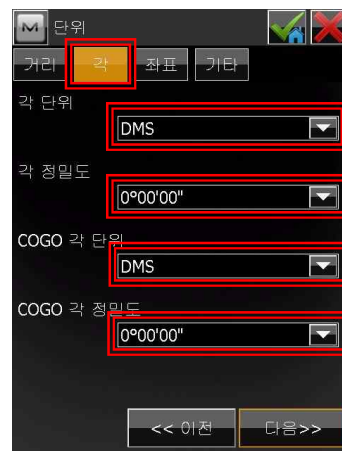 단위
거리 각 좌표 기타
각 단위
DMS
각 정밀도
0°00'00"
COGO 각 단위
DMS
COGO 각 정밀도
0°00'00"
<< 이전 다음>>